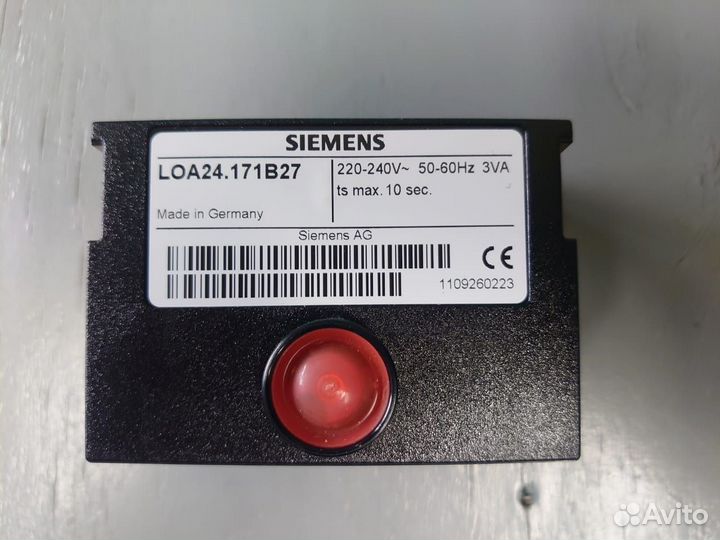 SIEMENS
LOA24.171B27
220-240V~ 50-60Hz 3VA
ts max. 10 sec.
Made in Germany
Siemens AG
CE
1109260223
Avito